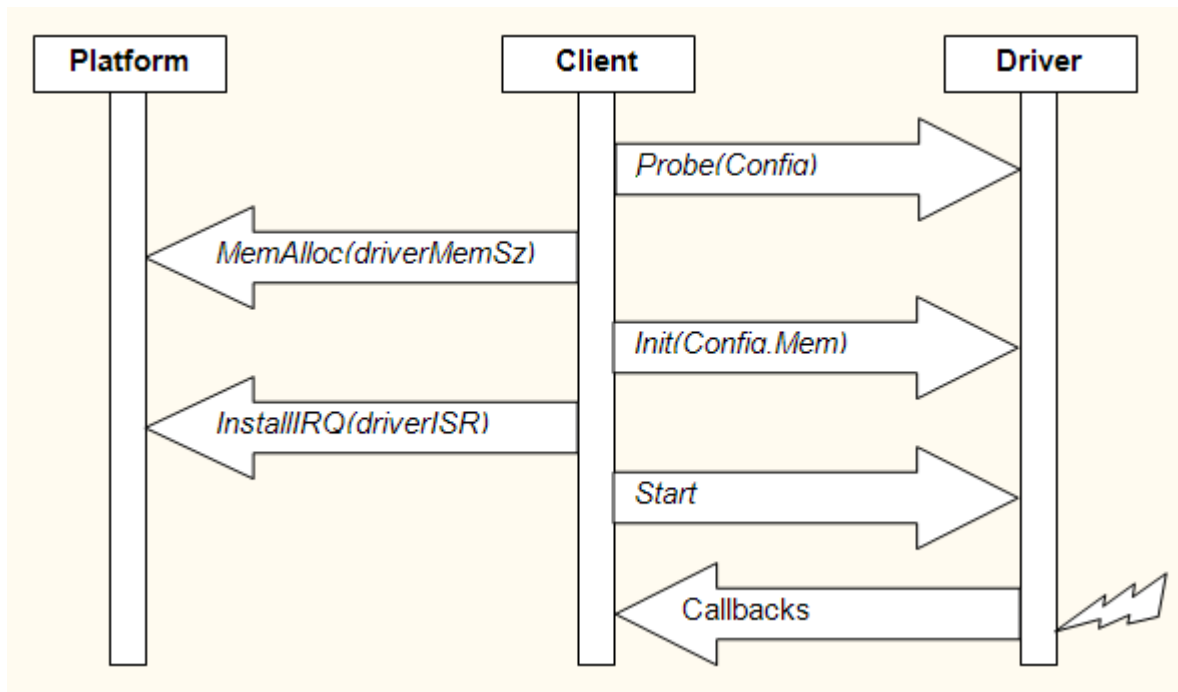 Platform
Client
Driver
Probe(Config)
MemAlloc(driverMemSz)
Init(Config.Mem)
InstallIRQ(driverISR)
Start
Callbacks